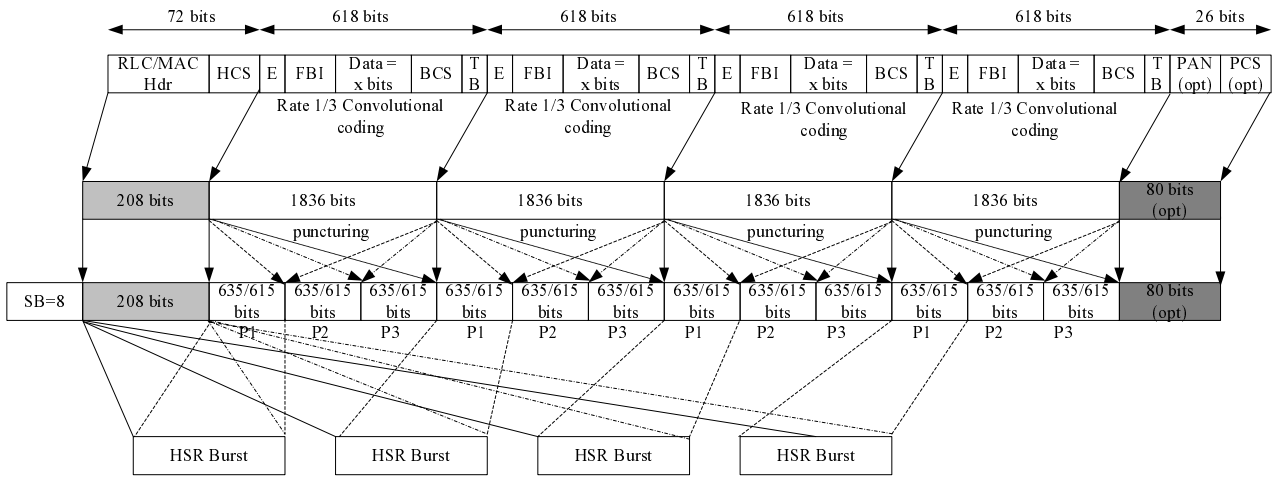 72 bits 618 bits 618 bits 618 bits 618 bits 26 bits
RLC/MAC Hdr HCS E FBI Data = x bits BCS T B E FBI Data = x bits BCS T B E FBI Data = x bits BCS T B E FBI Data = x bits BCS T B PAN (opt) PCS (opt)
Rate 1/3 Convolutional coding Rate 1/3 Convolutional coding Rate 1/3 Convolutional coding Rate 1/3 Convolutional coding
208 bits 1836 bits 1836 bits 1836 bits 1836 bits 80 bits (opt)
puncturing puncturing puncturing puncturing
SB=8 208 bits 635/615 bits 635/615 bits 635/615 bits 635/615 bits 635/615 bits 635/615 bits 635/615 bits 635/615 bits 635/615 bits 635/615 bits 635/615 bits 635/615 bits 80 bits (opt)
P1 P2 P3 P1 P2 P3 P1 P2 P3 P1 P2 P3
HSR Burst HSR Burst HSR Burst HSR Burst